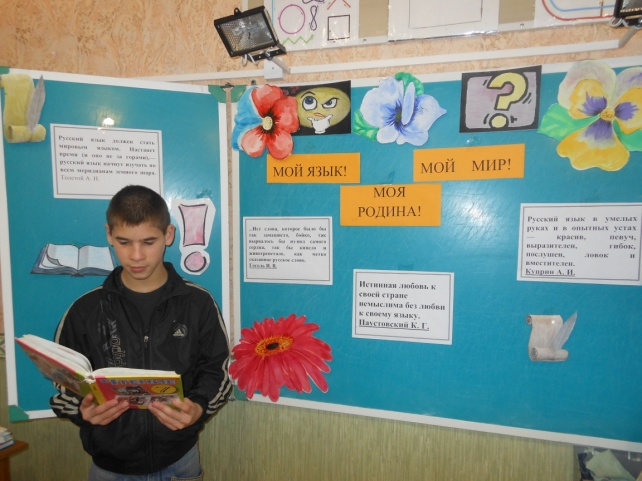 Русский язык должен стать
мировым языком. Настанет
время (и оно не за горами),—
русский язык начнут изучать по
всем меридианам земного шара.
Толстой А. Н.
МОЙ ЯЗЫК!
МОЙ МИР!
МОЯ
РОДИНА!
...Нет слова, которое было бы
так замашисто, бойко, так
вырвалось бы из-под самого
сердца, так бы кипело и
животрепетало, как метко
сказанное русское слово.
Гоголь Н. В.
Истинная любовь к
своей стране
немыслима без любви
к своему языку.
Паустовский К. Г.
Русский язык в умелых
руках и в опытных устах
— красив, певуч,
выразителен, гибок,
послушен, ловок и
вместителен.
Куприн А. И.
adidas